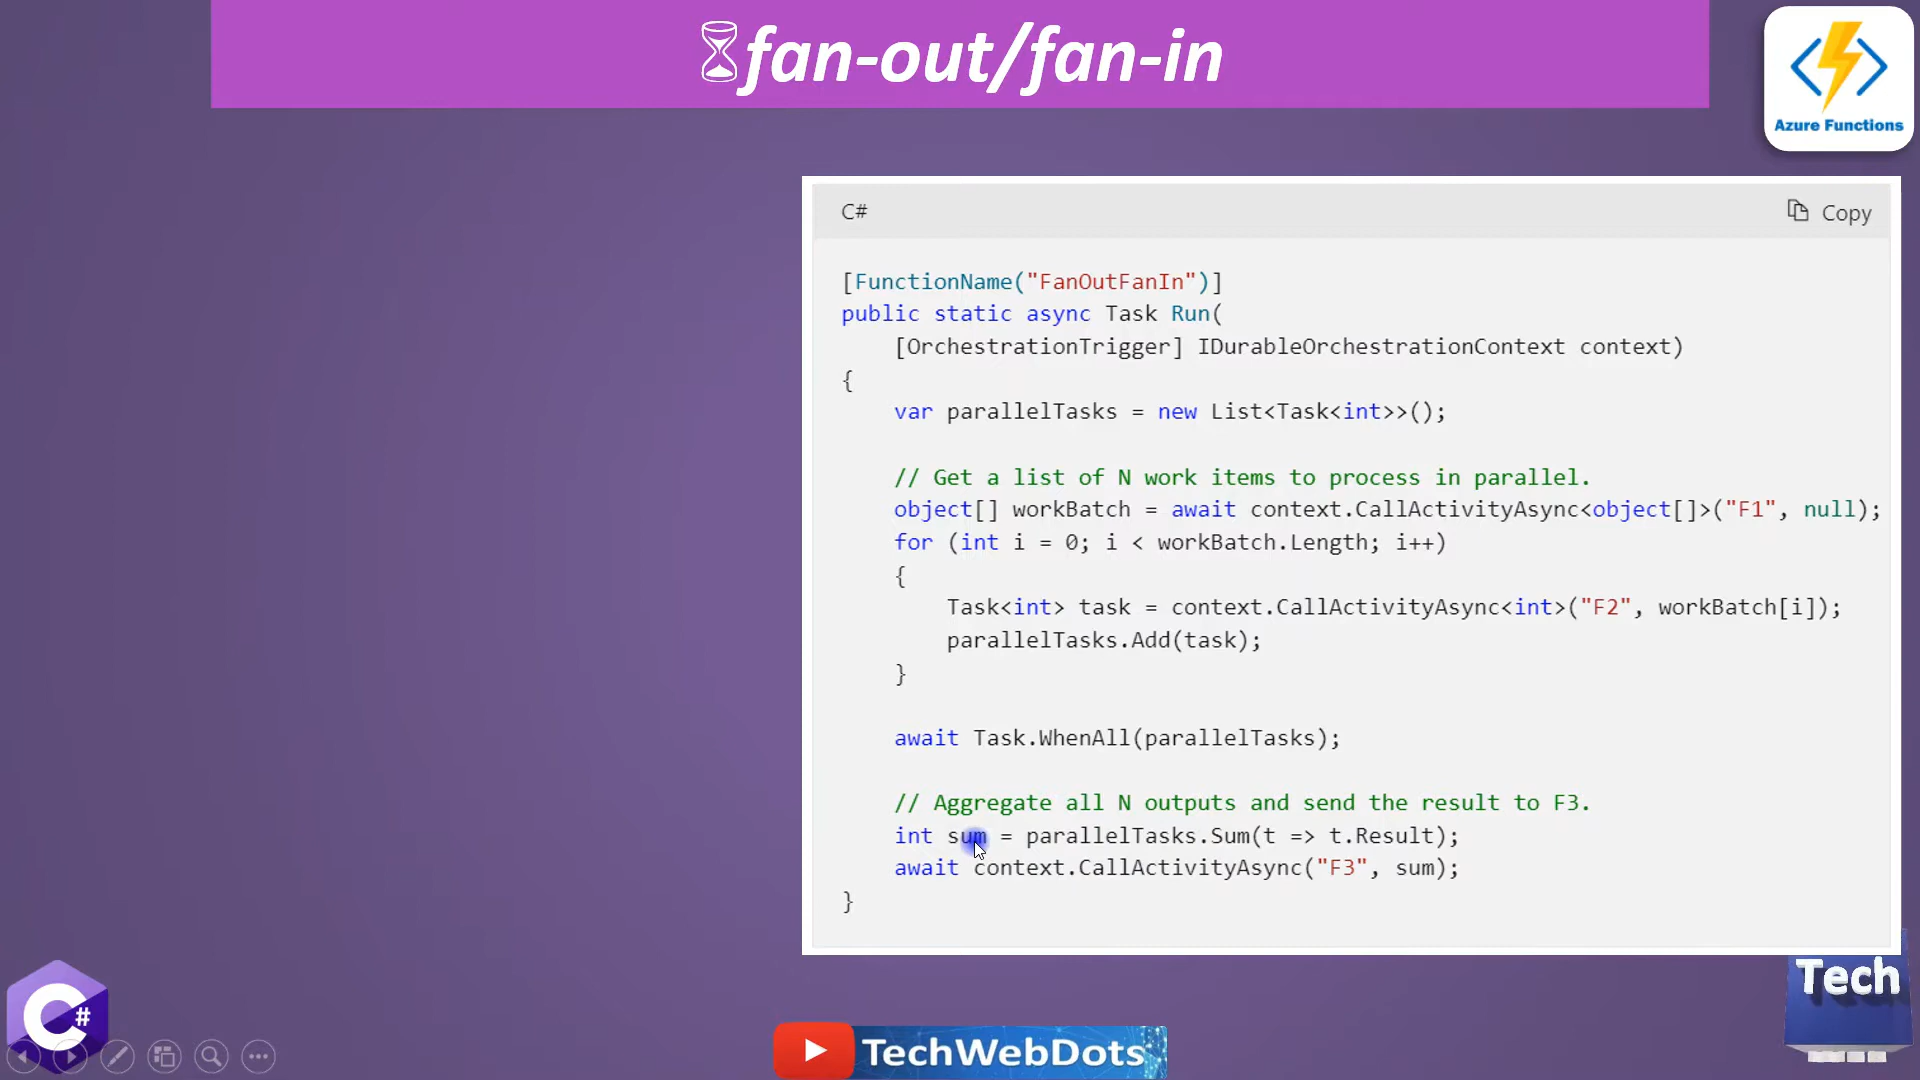 fan-out/fan-in
Azure Functions
C#
Copy
[FunctionName("FanOutFanIn")]
public static async Task Run(
    [OrchestrationTrigger] IDurableOrchestrationContext context)
{
    var parallelTasks = new List<Task<int>>();
    // Get a list of N work items to process in parallel.
    object[] workBatch = await context.CallActivityAsync<object[]>("F1", null);
    for (int i = 0; i < workBatch.Length; i++)
    {
        Task<int> task = context.CallActivityAsync<int>("F2", workBatch[i]);
        parallelTasks.Add(task);
    }
    await Task.WhenAll(parallelTasks);
    // Aggregate all N outputs and send the result to F3.
    int sum = parallelTasks.Sum(t => t.Result);
    await context.CallActivityAsync("F3", sum);
}
C#
TechWebDots
Tech